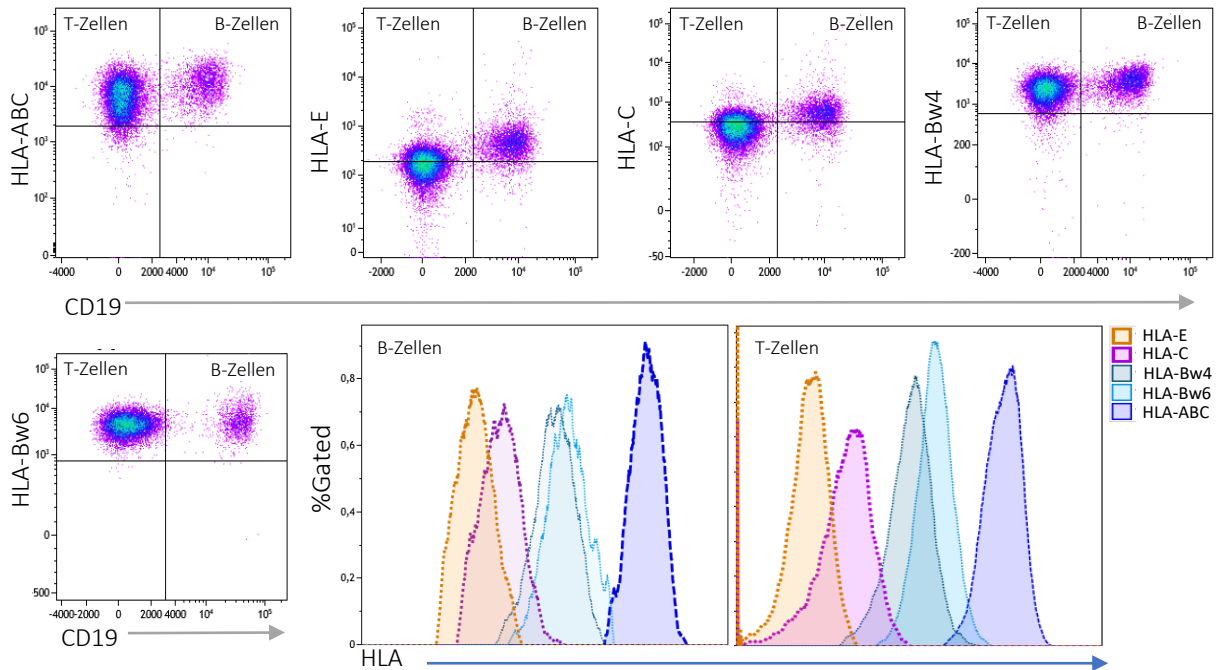 T-Zellen B-Zellen
HLA-ABC
10⁵
10⁴
10³
10²
0
-4000 0 2000 4000 10⁴ 10⁵
T-Zellen B-Zellen
HLA-E
10⁵
10⁴
10³
10²
10¹
0
-2000 0 2000 10⁴ 10⁵
T-Zellen B-Zellen
HLA-C
10⁵
10⁴
10³
10²
0
-50
-2000 0 2000 10⁴ 10⁵
T-Zellen B-Zellen
HLA-Bw4
10⁵
10⁴
10³
200
0
-200
-4000 0 2000 4000 10⁴ 10⁵
CD19
T-Zellen B-Zellen
HLA-Bw6
10⁵
10⁴
10³
0
500
-4000 -2000 0 2000 4000 10⁴ 10⁵
CD19
B-Zellen
%Gated
0,8
0,6
0,4
0,2
0
T-Zellen
HLA
HLA-E
HLA-C
HLA-Bw4
HLA-Bw6
HLA-ABC